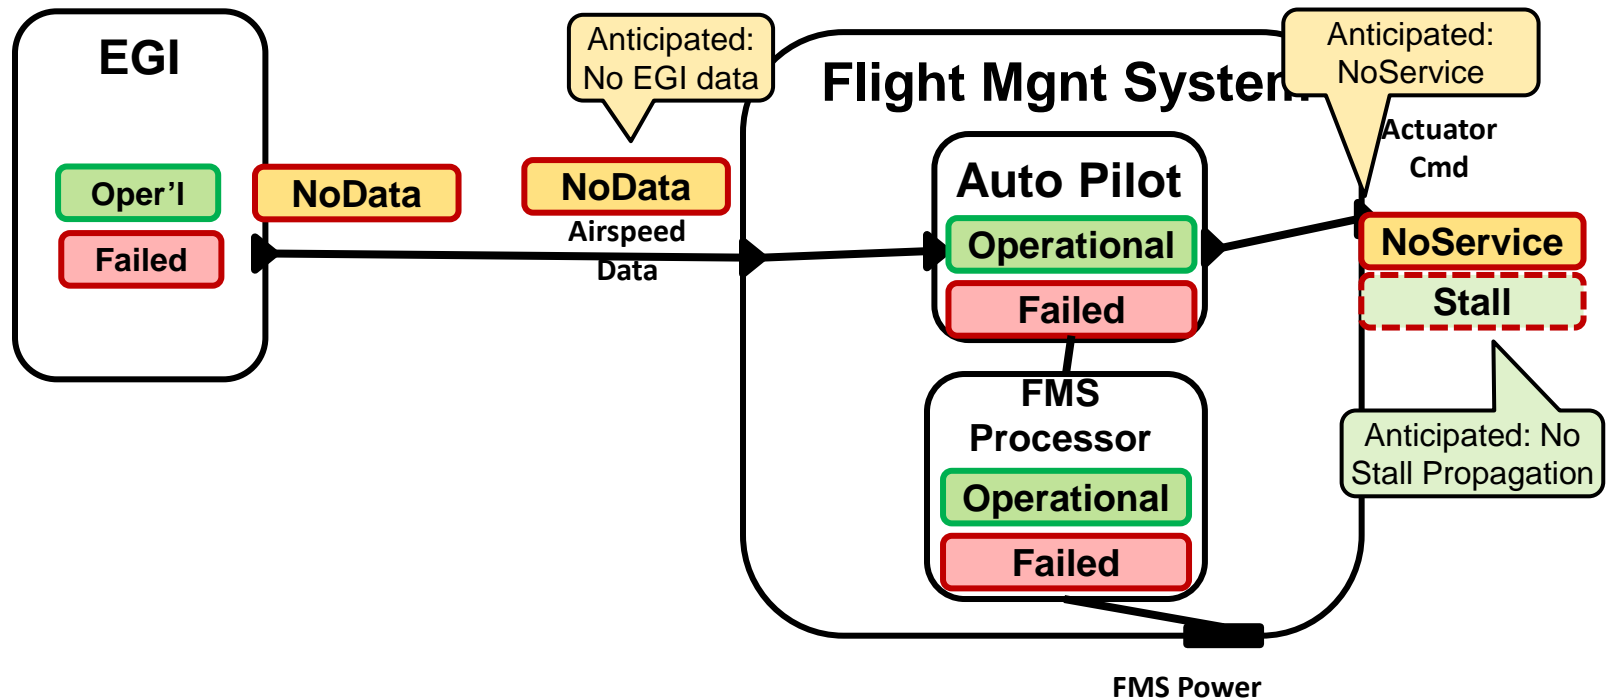 EGI
Oper'l
Failed
NoData
Anticipated:
No EGI data
NoData
Airspeed
Data
Flight Mgnt System
Auto Pilot
Operational
Failed
FMS
Processor
Operational
Failed
FMS Power
Anticipated:
NoService
Actuator
Cmd
NoService
Stall
Anticipated: No
Stall Propagation